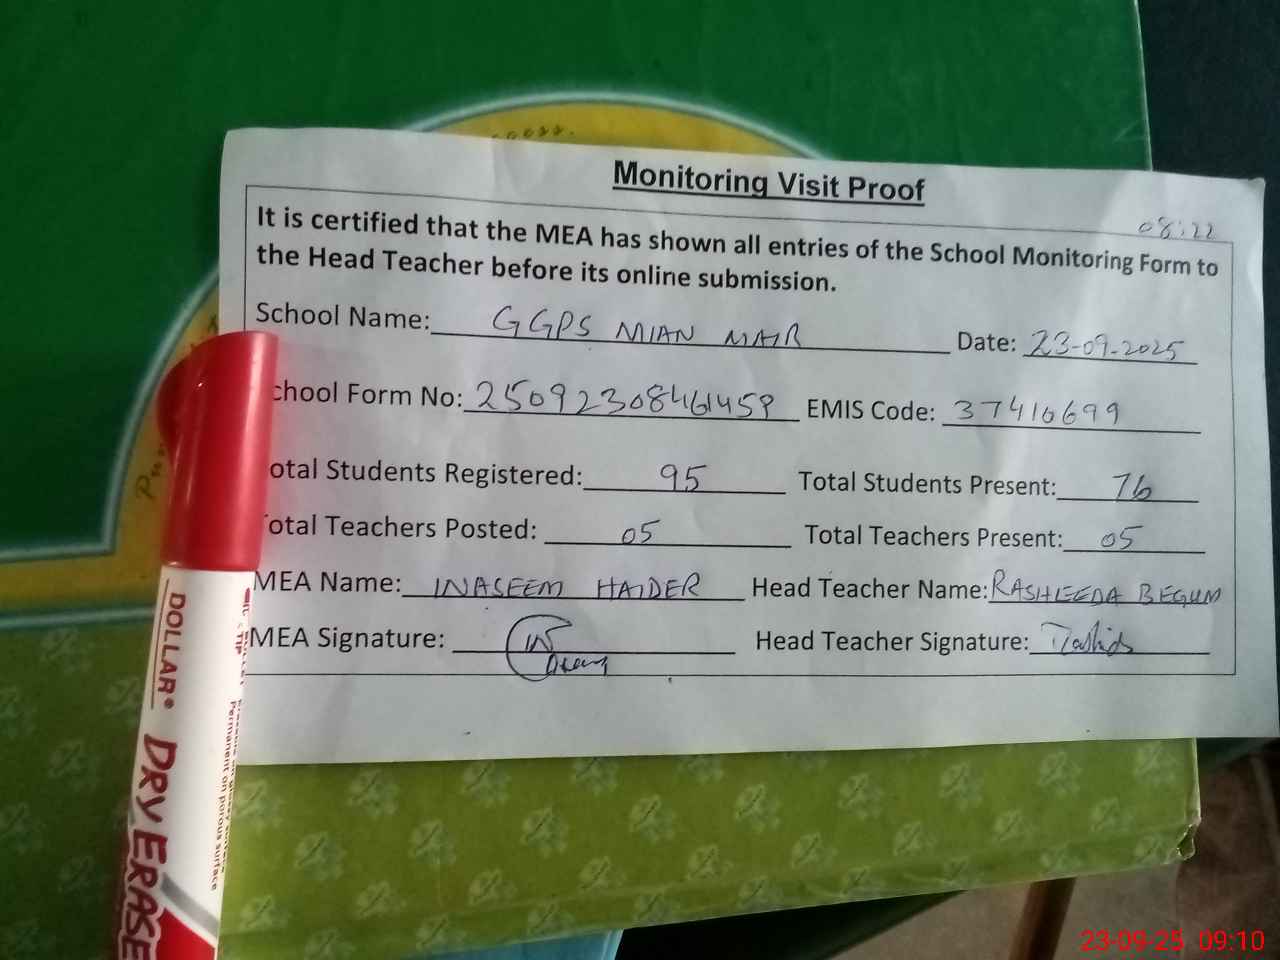 Monitoring Visit Proof
08:22
It is certified that the MEA has shown all entries of the School Monitoring Form to
the Head Teacher before its online submission.
School Name: GGPS MIAN MAIR Date: 23-09-2025
chool Form No: EMIS Code: 37410699
otal Students Registered: 95 Total Students Present: 76
otal Teachers Posted: 05 Total Teachers Present: 05
MEA Name: WASEEM HAIDER Head Teacher Name: RASHEEDA BEGUM
MEA Signature: Head Teacher Signature:
DOLLAR®
DRY ERASE
Permanent on porous surface
23-09-25 09:10